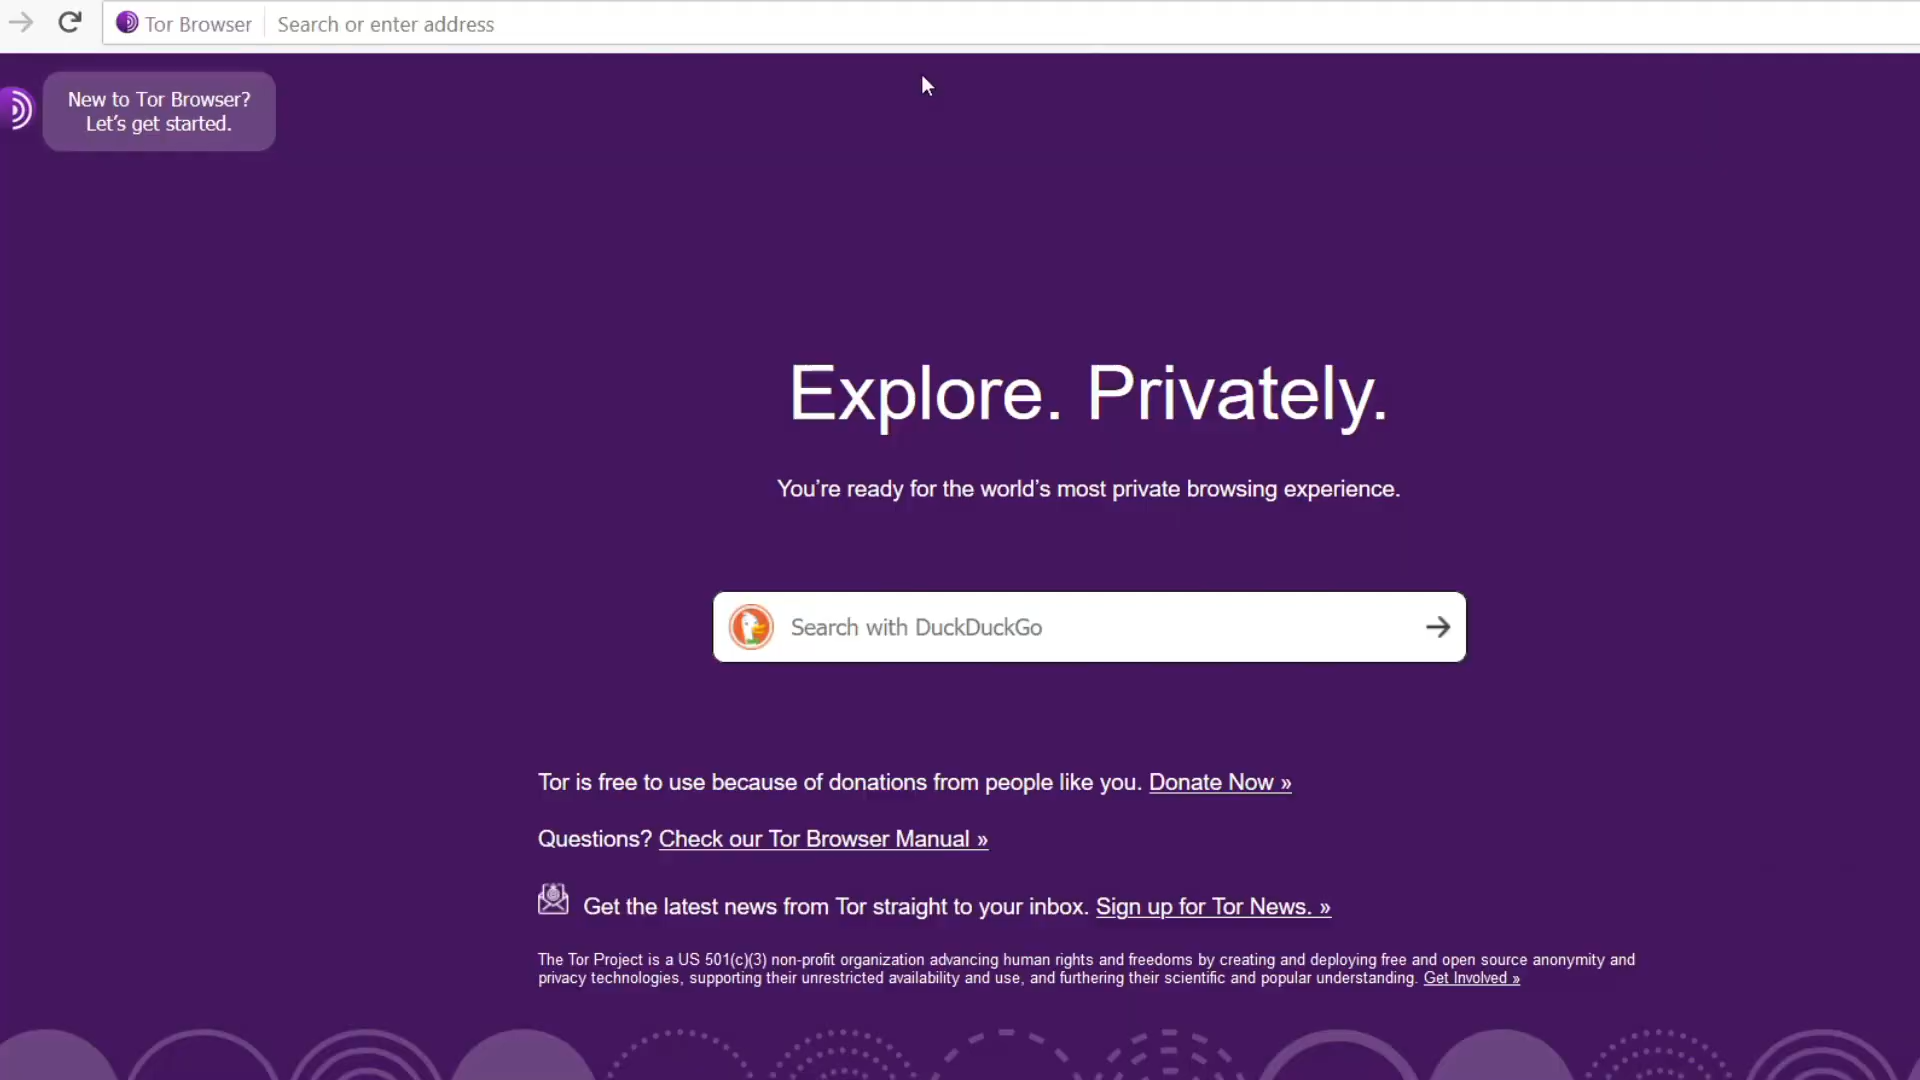 Tor Browser
Search or enter address
New to Tor Browser?
Let’s get started.
Explore. Privately.
You’re ready for the world’s most private browsing experience.
Search with DuckDuckGo
Tor is free to use because of donations from people like you. Donate Now »
Questions? Check our Tor Browser Manual »
Get the latest news from Tor straight to your inbox. Sign up for Tor News. »
The Tor Project is a US 501(c)(3) non-profit organization advancing human rights and freedoms by creating and deploying free and open source anonymity and
privacy technologies, supporting their unrestricted availability and use, and furthering their scientific and popular understanding. Get Involved »